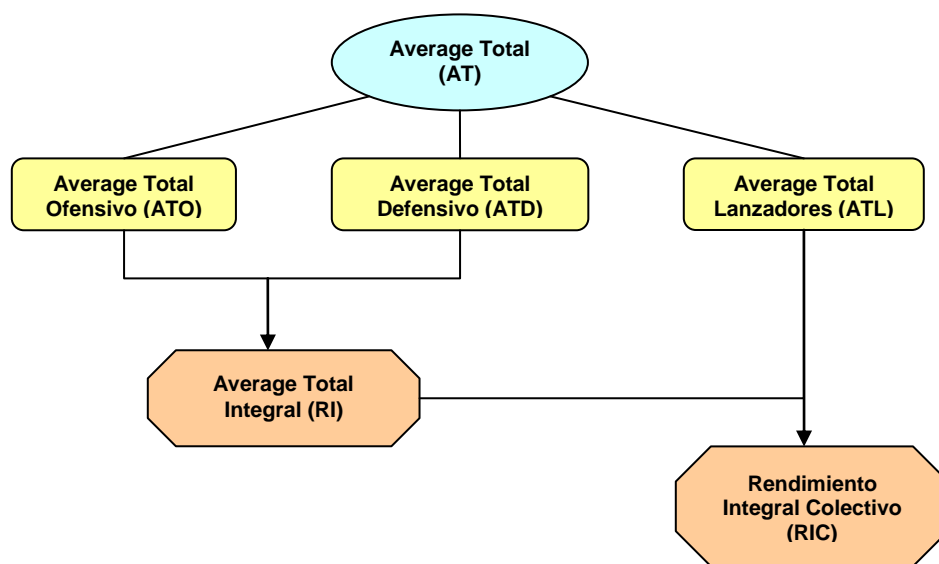 Average Total
(AT)
Average Total
Ofensivo (ATO)
Average Total
Defensivo (ATD)
Average Total
Lanzadores (ATL)
Average Total
Integral (RI)
Rendimiento
Integral Colectivo
(RIC)